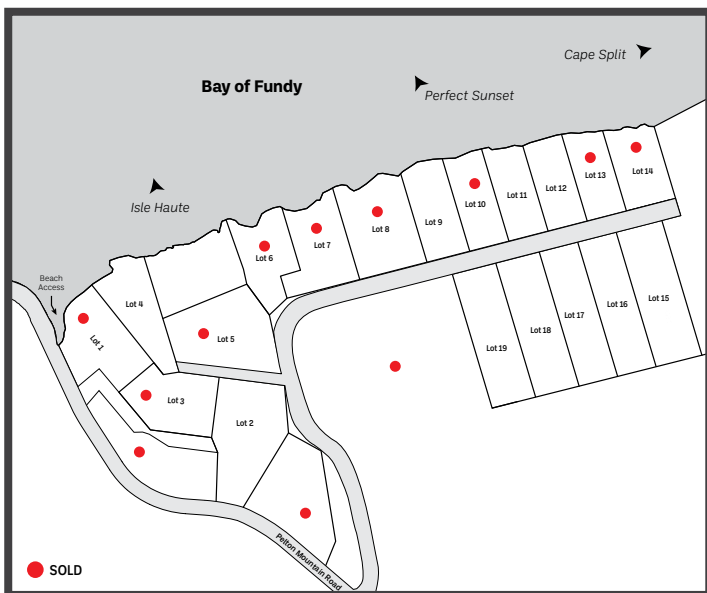 Cape Split
Bay of Fundy
Perfect Sunset
Isle Haute
Beach
Access
Lot 1
Lot 4
Lot 6
Lot 7
Lot 8
Lot 9
Lot 10
Lot 11
Lot 12
Lot 13
Lot 14
Lot 5
Lot 3
Lot 2
Lot 19
Lot 18
Lot 17
Lot 16
Lot 15
Pelton Mountain Road
SOLD